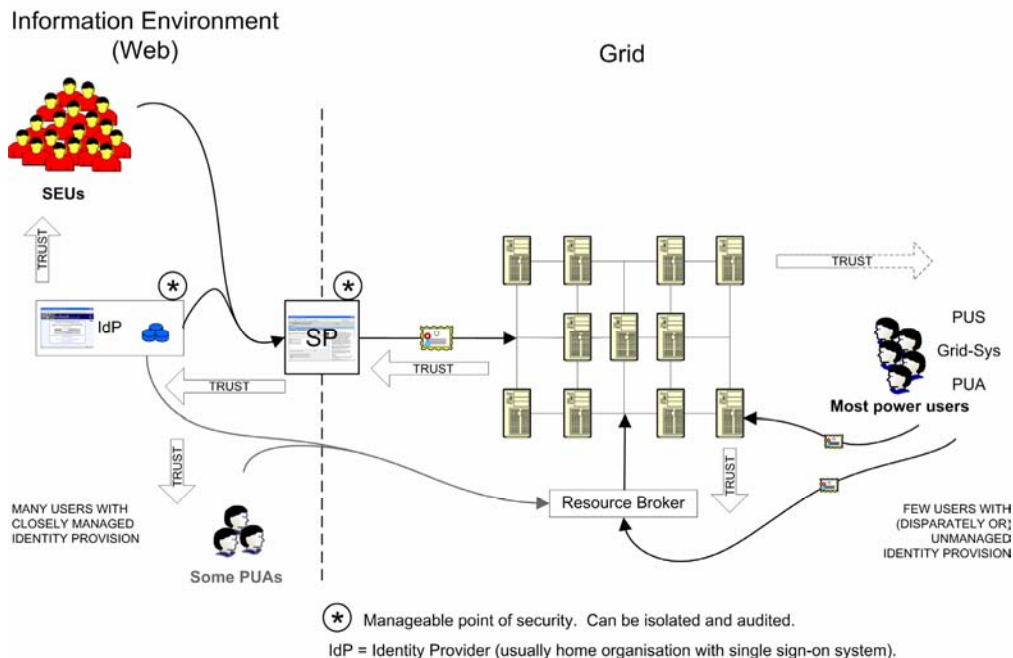 Information Environment
(Web)
Grid
SEUs
TRUST
*
*
IdP
SP
TRUST
TRUST
TRUST
PUS
Grid-Sys
PUA
Most power users
TRUST
TRUST
Resource Broker
MANY USERS WITH
CLOSELY MANAGED
IDENTITY PROVISION
FEW USERS WITH
(DISPARATELY OR)
UNMANAGED
IDENTITY PROVISION
Some PUAs
* Manageable point of security. Can be isolated and audited.
IdP = Identity Provider (usually home organisation with single sign-on system).